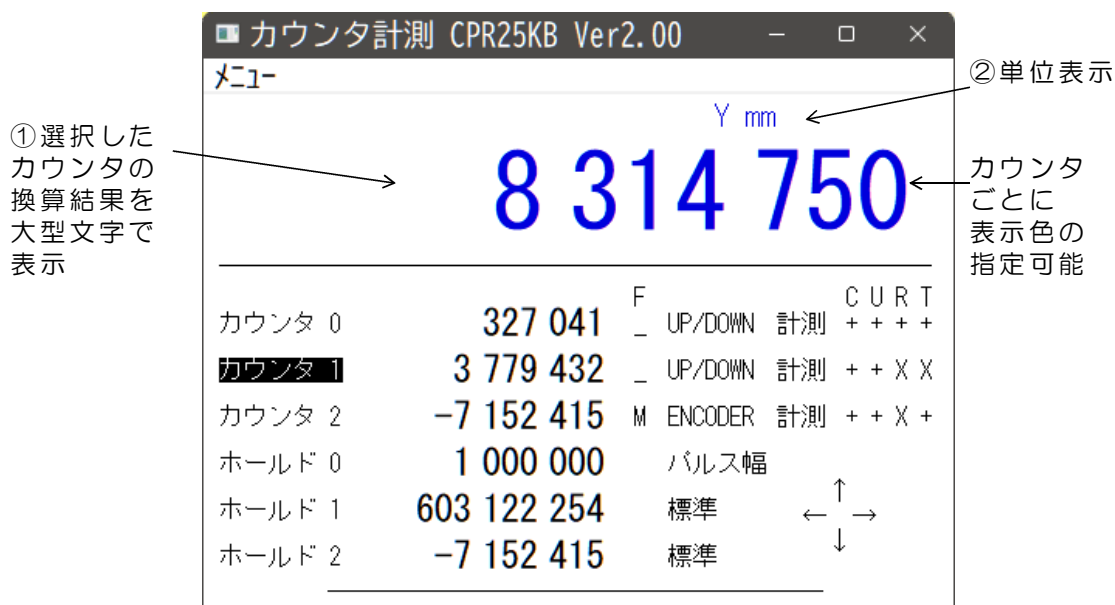 カウンタ計測 CPR25KB Ver2.00
メニュー
②単位表示
Y mm
①選択した
カウンタの
換算結果を
大型文字で
表示
8 314 750
カウンタ
ごとに
表示色の
指定可能
F C U R T
カウンタ 0 327 041 _ UP/DOWN 計測 + + + +
カウンタ 1 3 779 432 _ UP/DOWN 計測 + + X X
カウンタ 2 -7 152 415 M ENCODER 計測 + + X +
ホールド 0 1 000 000 パルス幅
ホールド 1 603 122 254 標準
ホールド 2 -7 152 415 標準
↑
← →
↓